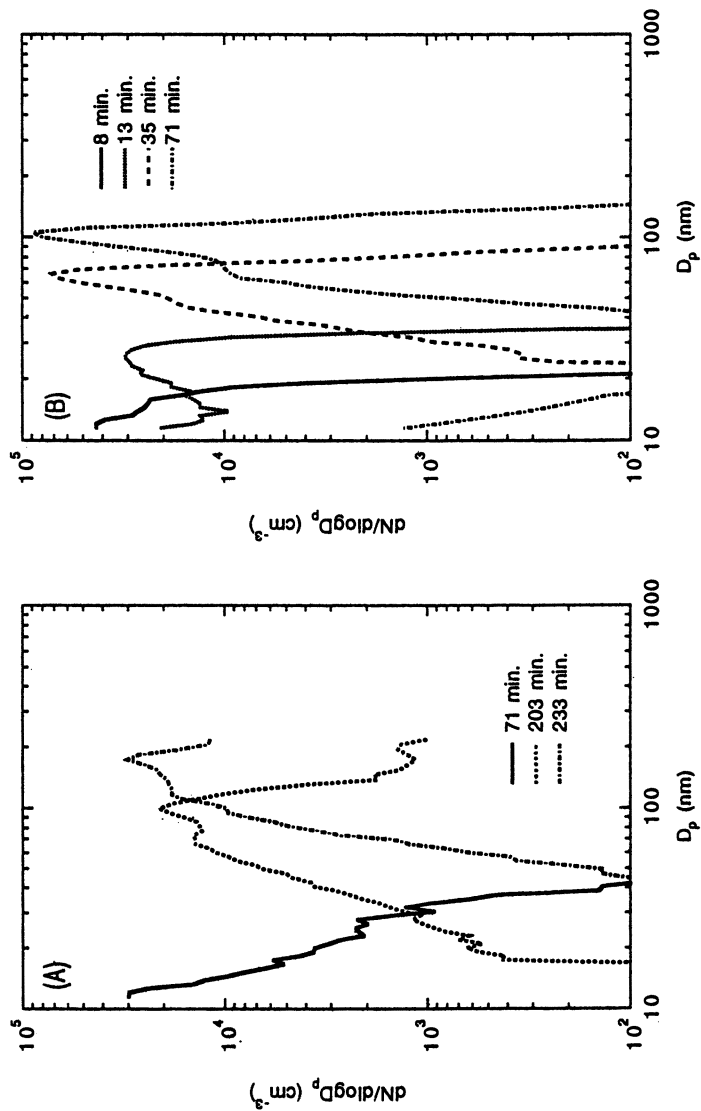 (A)
10⁵
10⁴
10³
10²
dN/dlogDₚ (cm⁻³)
10
100
1000
Dₚ (nm)
71 min.
203 min.
233 min.
(B)
10⁵
10⁴
10³
10²
dN/dlogDₚ (cm⁻³)
10
100
1000
Dₚ (nm)
8 min.
13 min.
35 min.
71 min.